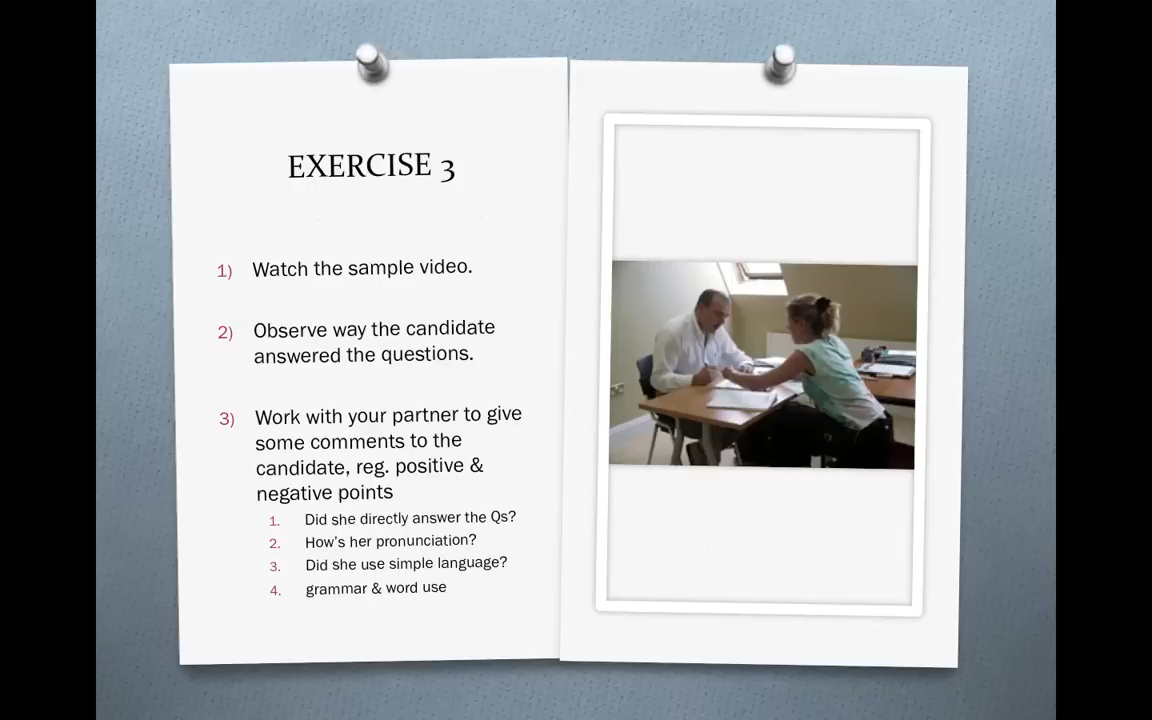 EXERCISE 3
1) Watch the sample video.
2) Observe way the candidate
answered the questions.
3) Work with your partner to give
some comments to the
candidate, reg. positive &
negative points
1. Did she directly answer the Qs?
2. How's her pronunciation?
3. Did she use simple language?
4. grammar & word use